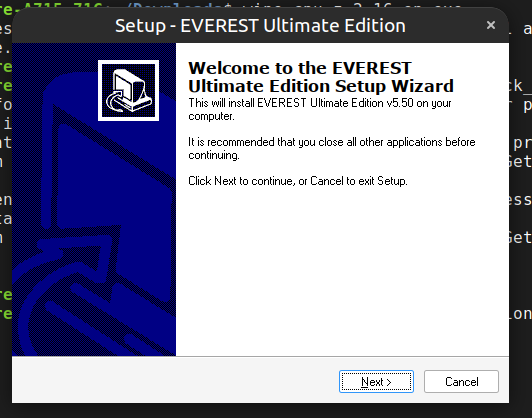 Setup - EVEREST Ultimate Edition
Welcome to the EVEREST
Ultimate Edition Setup Wizard
This will install EVEREST Ultimate Edition v5.50 on your
computer.
It is recommended that you close all other applications before
continuing.
Click Next to continue, or Cancel to exit Setup.
Next >
Cancel